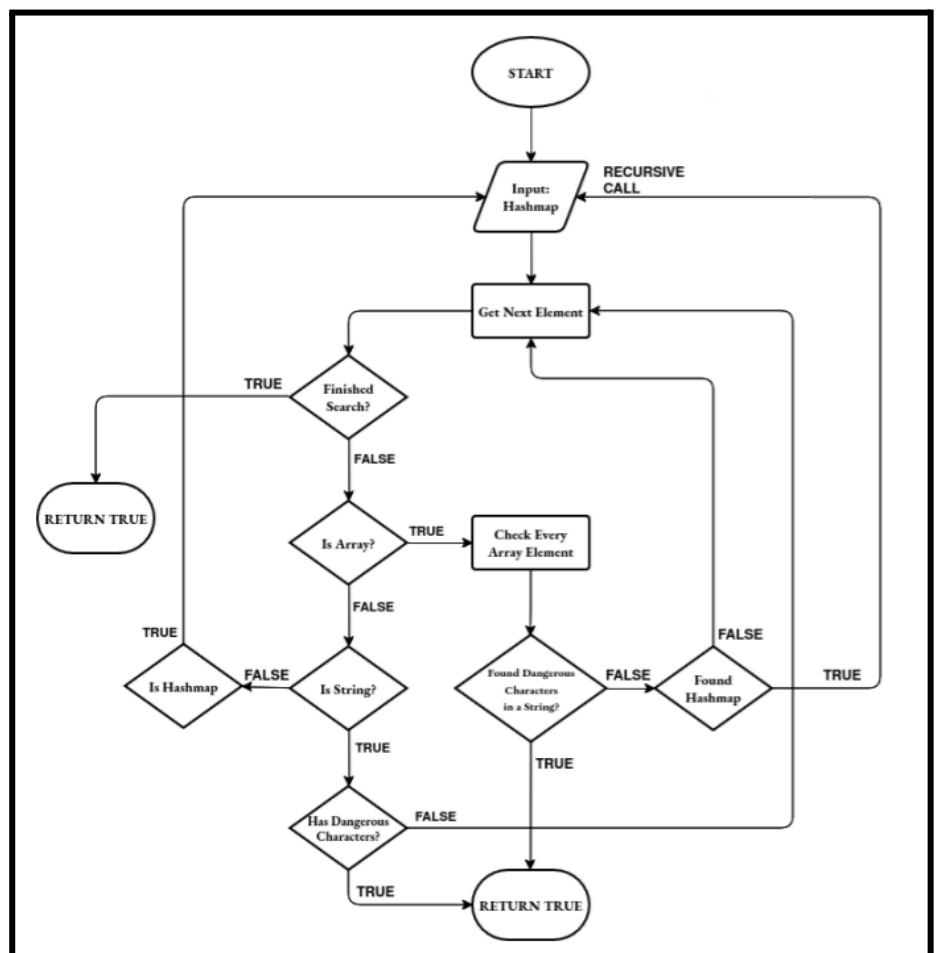 START
RECURSIVE
CALL
Input:
Hashmap
Get Next Element
TRUE
Finished
Search?
FALSE
RETURN TRUE
Is Array?
TRUE
Check Every
Array Element
FALSE
TRUE
FALSE
Is Hashmap
FALSE
Is String?
Found Dangerous
Characters
in a String?
FALSE
Found
Hashmap
TRUE
TRUE
TRUE
Has Dangerous
Characters?
FALSE
TRUE
RETURN TRUE